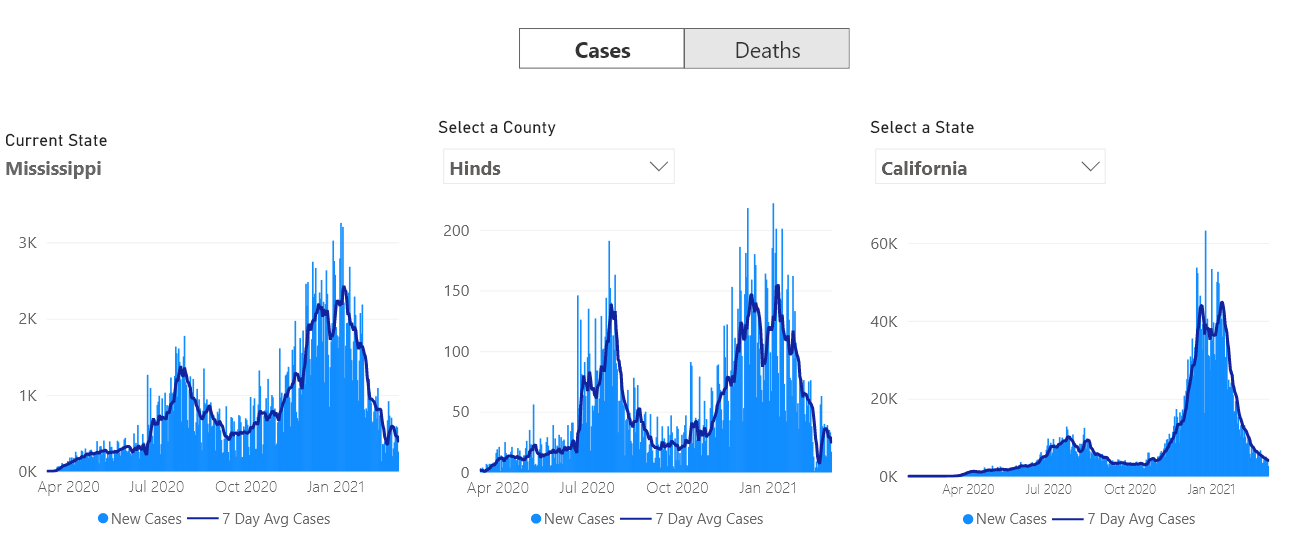 Cases Deaths
Current State
Mississippi
3K
2K
1K
0K
Apr 2020 Jul 2020 Oct 2020 Jan 2021
New Cases 7 Day Avg Cases
Select a County
Hinds
200
150
100
50
0
Apr 2020 Jul 2020 Oct 2020 Jan 2021
New Cases 7 Day Avg Cases
Select a State
California
60K
40K
20K
0K
Apr 2020 Jul 2020 Oct 2020 Jan 2021
New Cases 7 Day Avg Cases